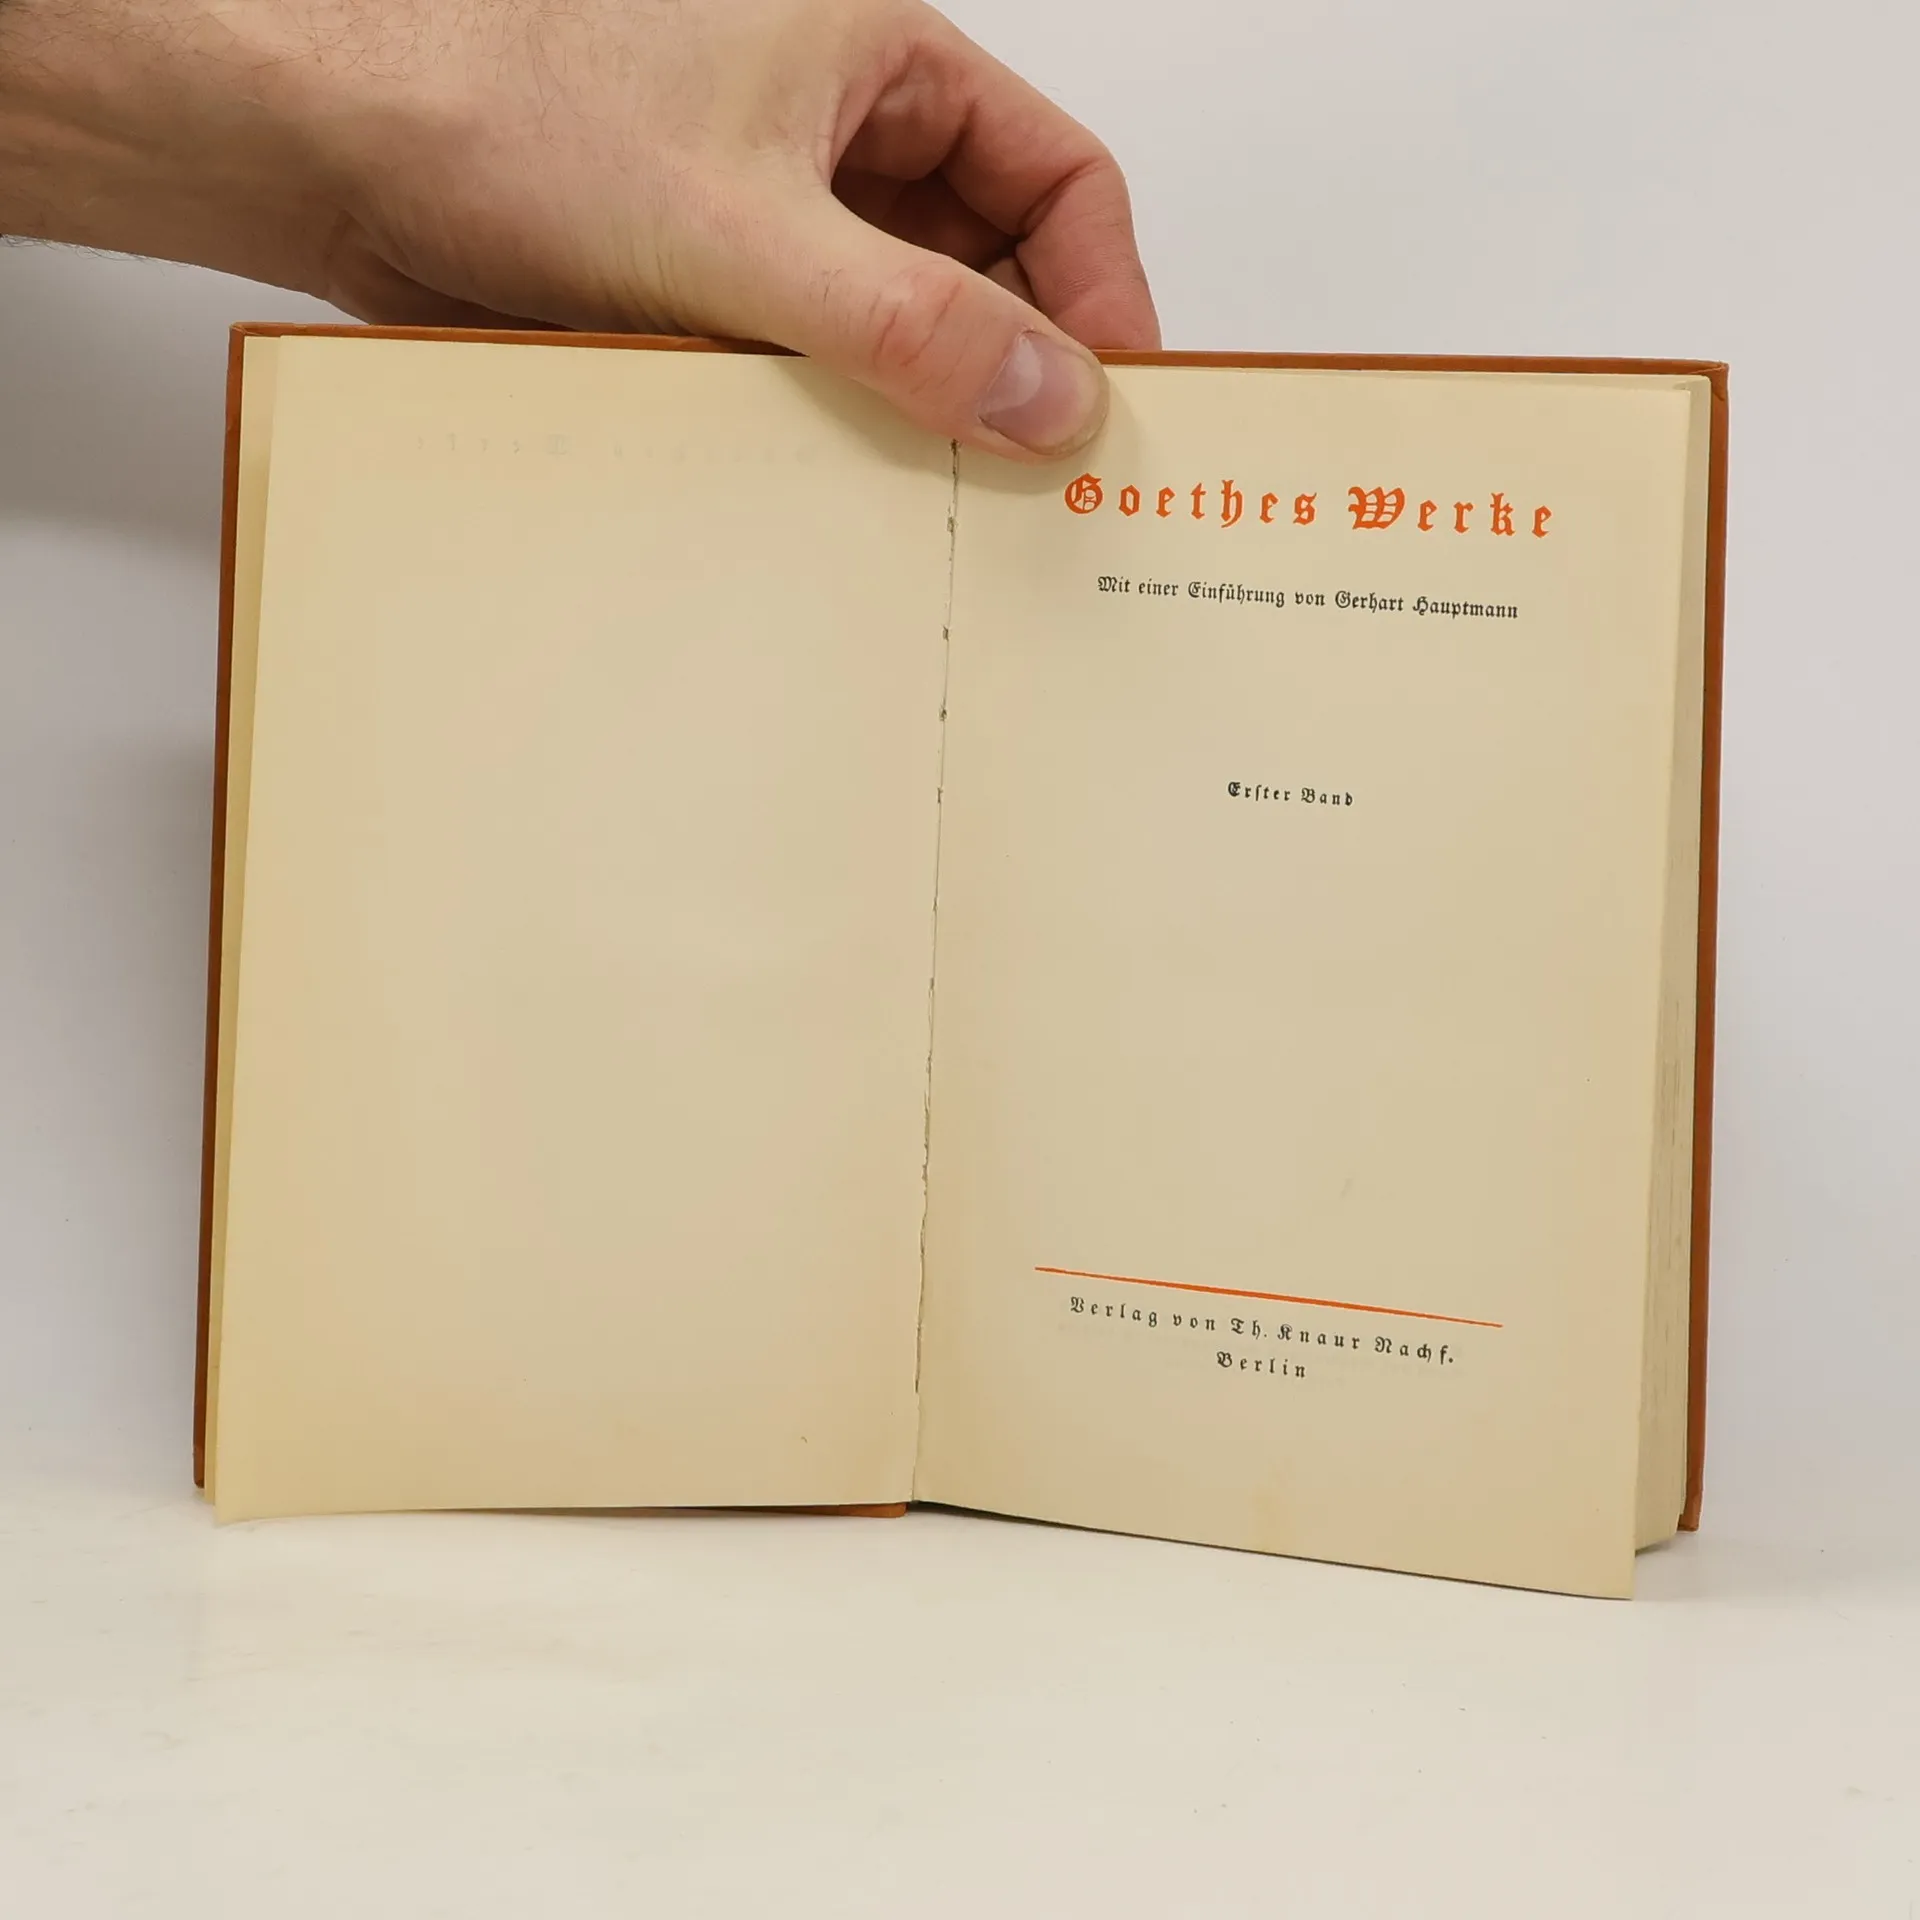 Goethes Werke
Mit einer Einführung von Gerhart Hauptmann
Erſter Band
Verlag von Th. Knaur Nachf.
Berlin